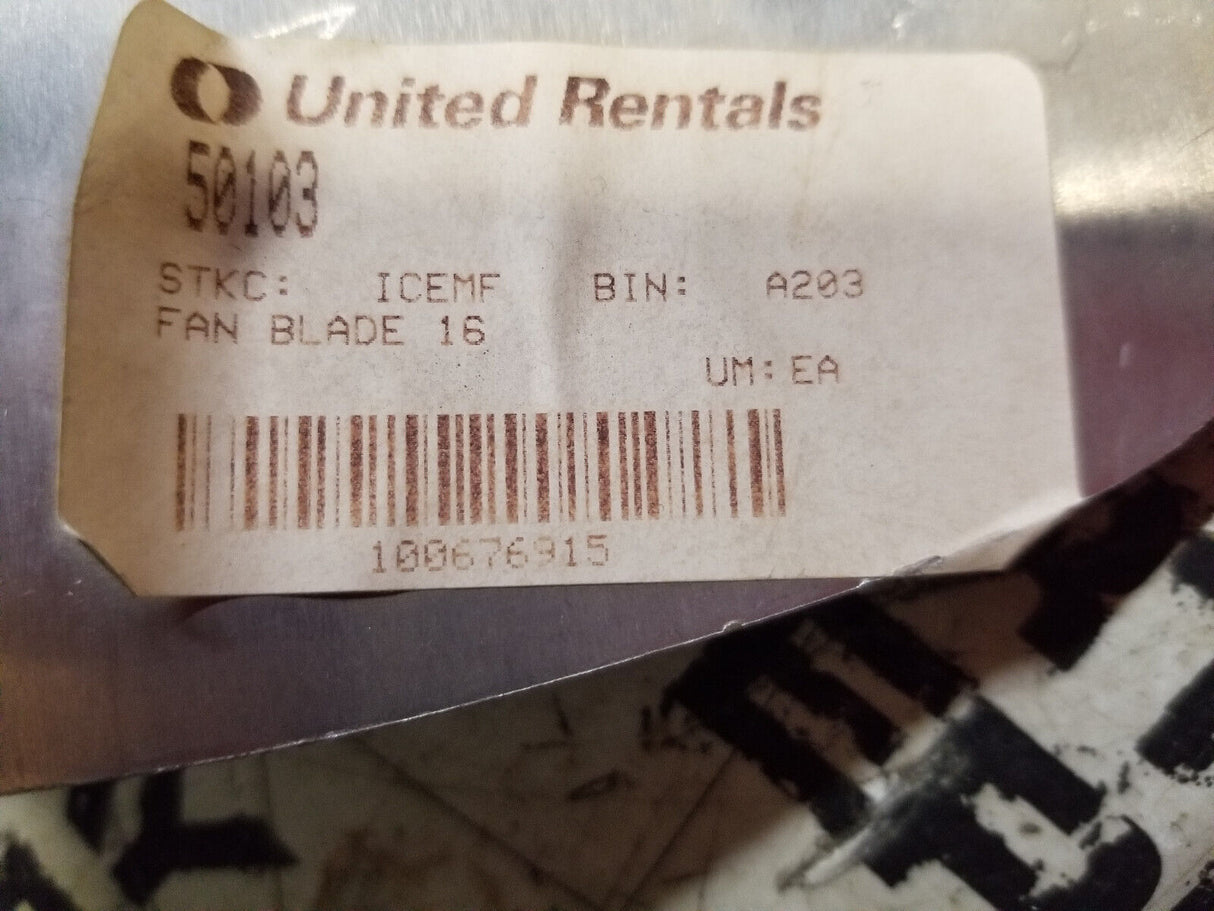 United Rentals
50103
STKC: ICEMF BIN: A203
FAN BLADE 16
UM: EA
100676915